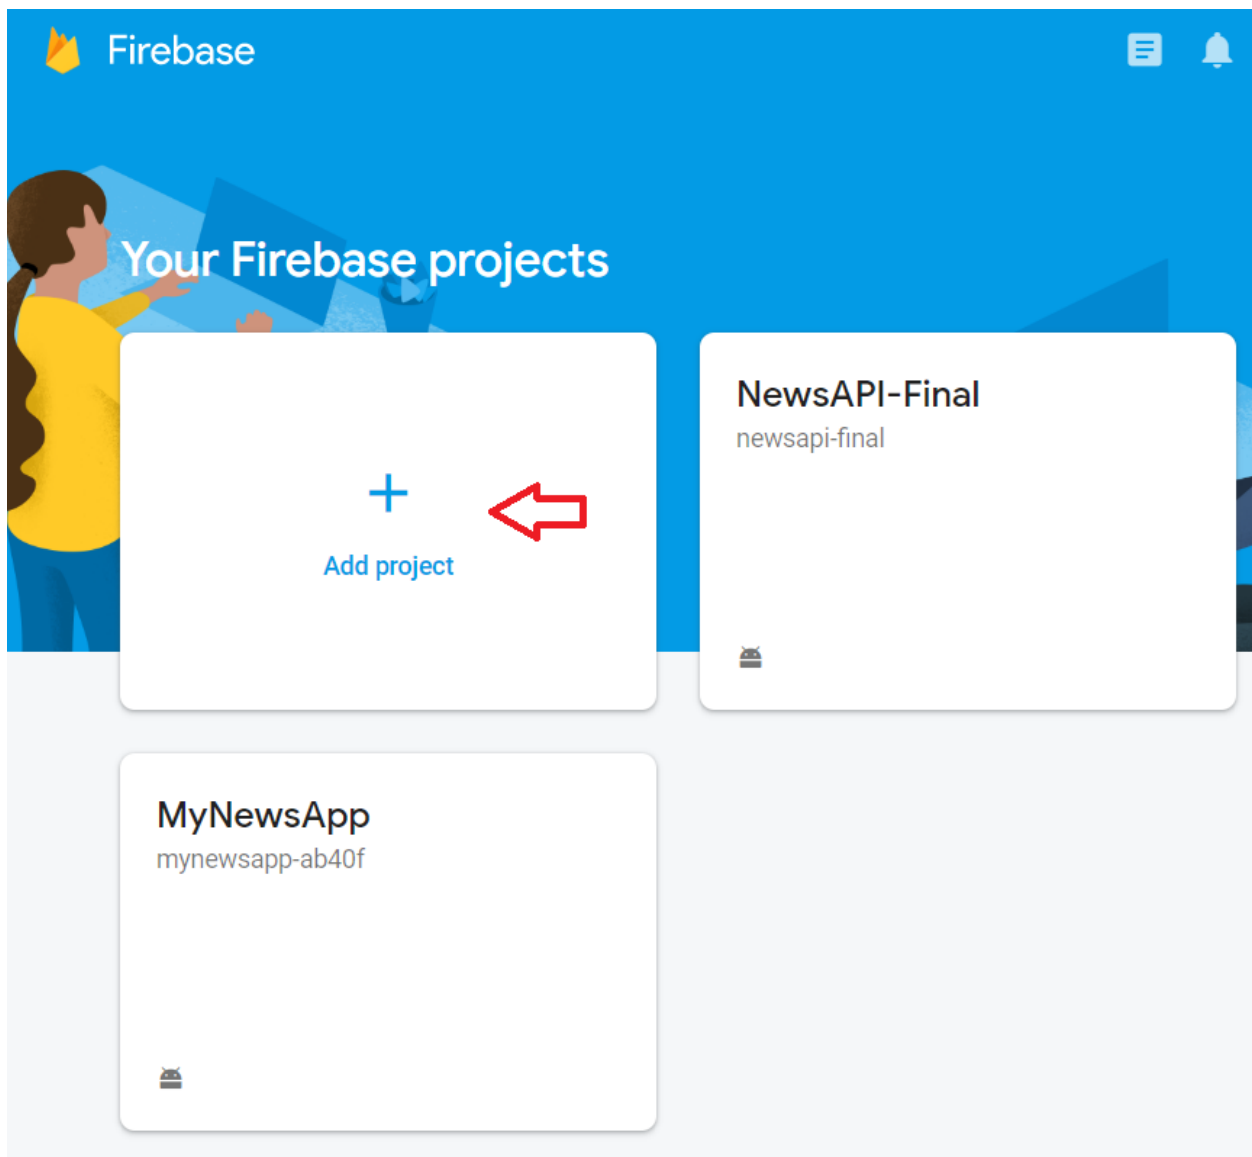 Firebase
Your Firebase projects
Add project
NewsAPI-Final
newsapi-final
MyNewsApp
mynewsapp-ab40f